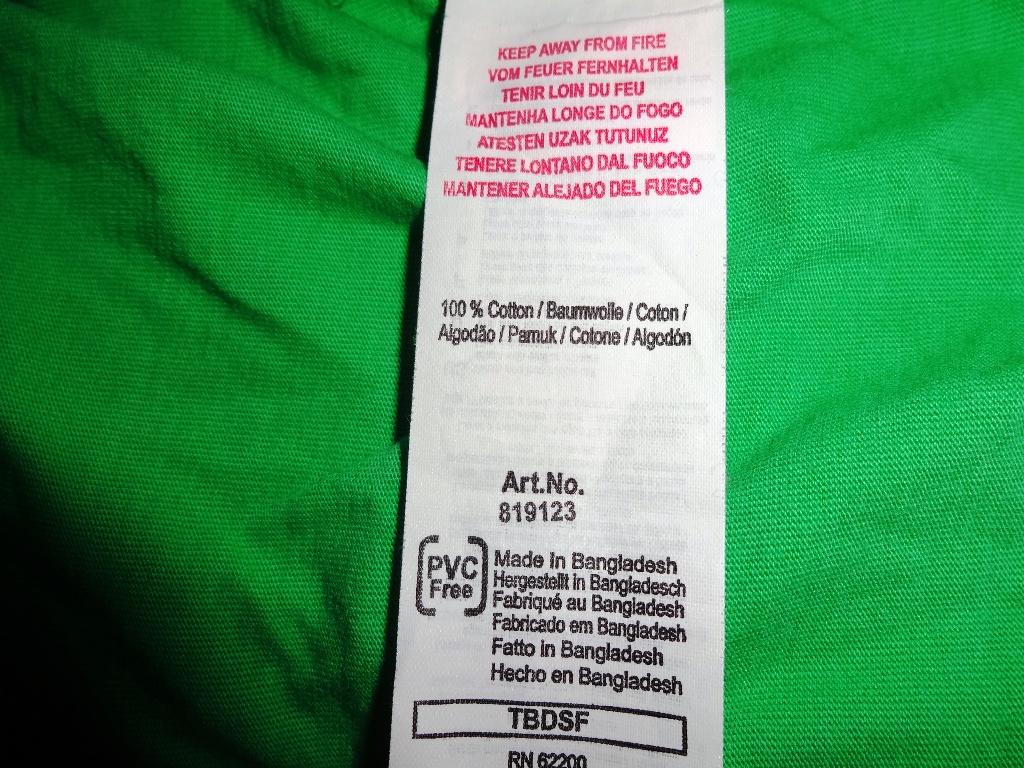 KEEP AWAY FROM FIRE
VOM FEUER FERNHALTEN
TENIR LOIN DU FEU
MANTENHA LONGE DO FOGO
ATESTEN UZAK TUTUNUZ
TENERE LONTANO DAL FUOCO
MANTENER ALEJADO DEL FUEGO
100 % Cotton / Baumwolle / Coton /
Algodão / Pamuk / Cotone / Algodón
Art.No.
819123
PVC
Free
Made in Bangladesh
Hergestellt in Bangladesch
Fabriqué au Bangladesh
Fabricado em Bangladesh
Fatto in Bangladesh
Hecho en Bangladesh
TBDSF
RN 62200